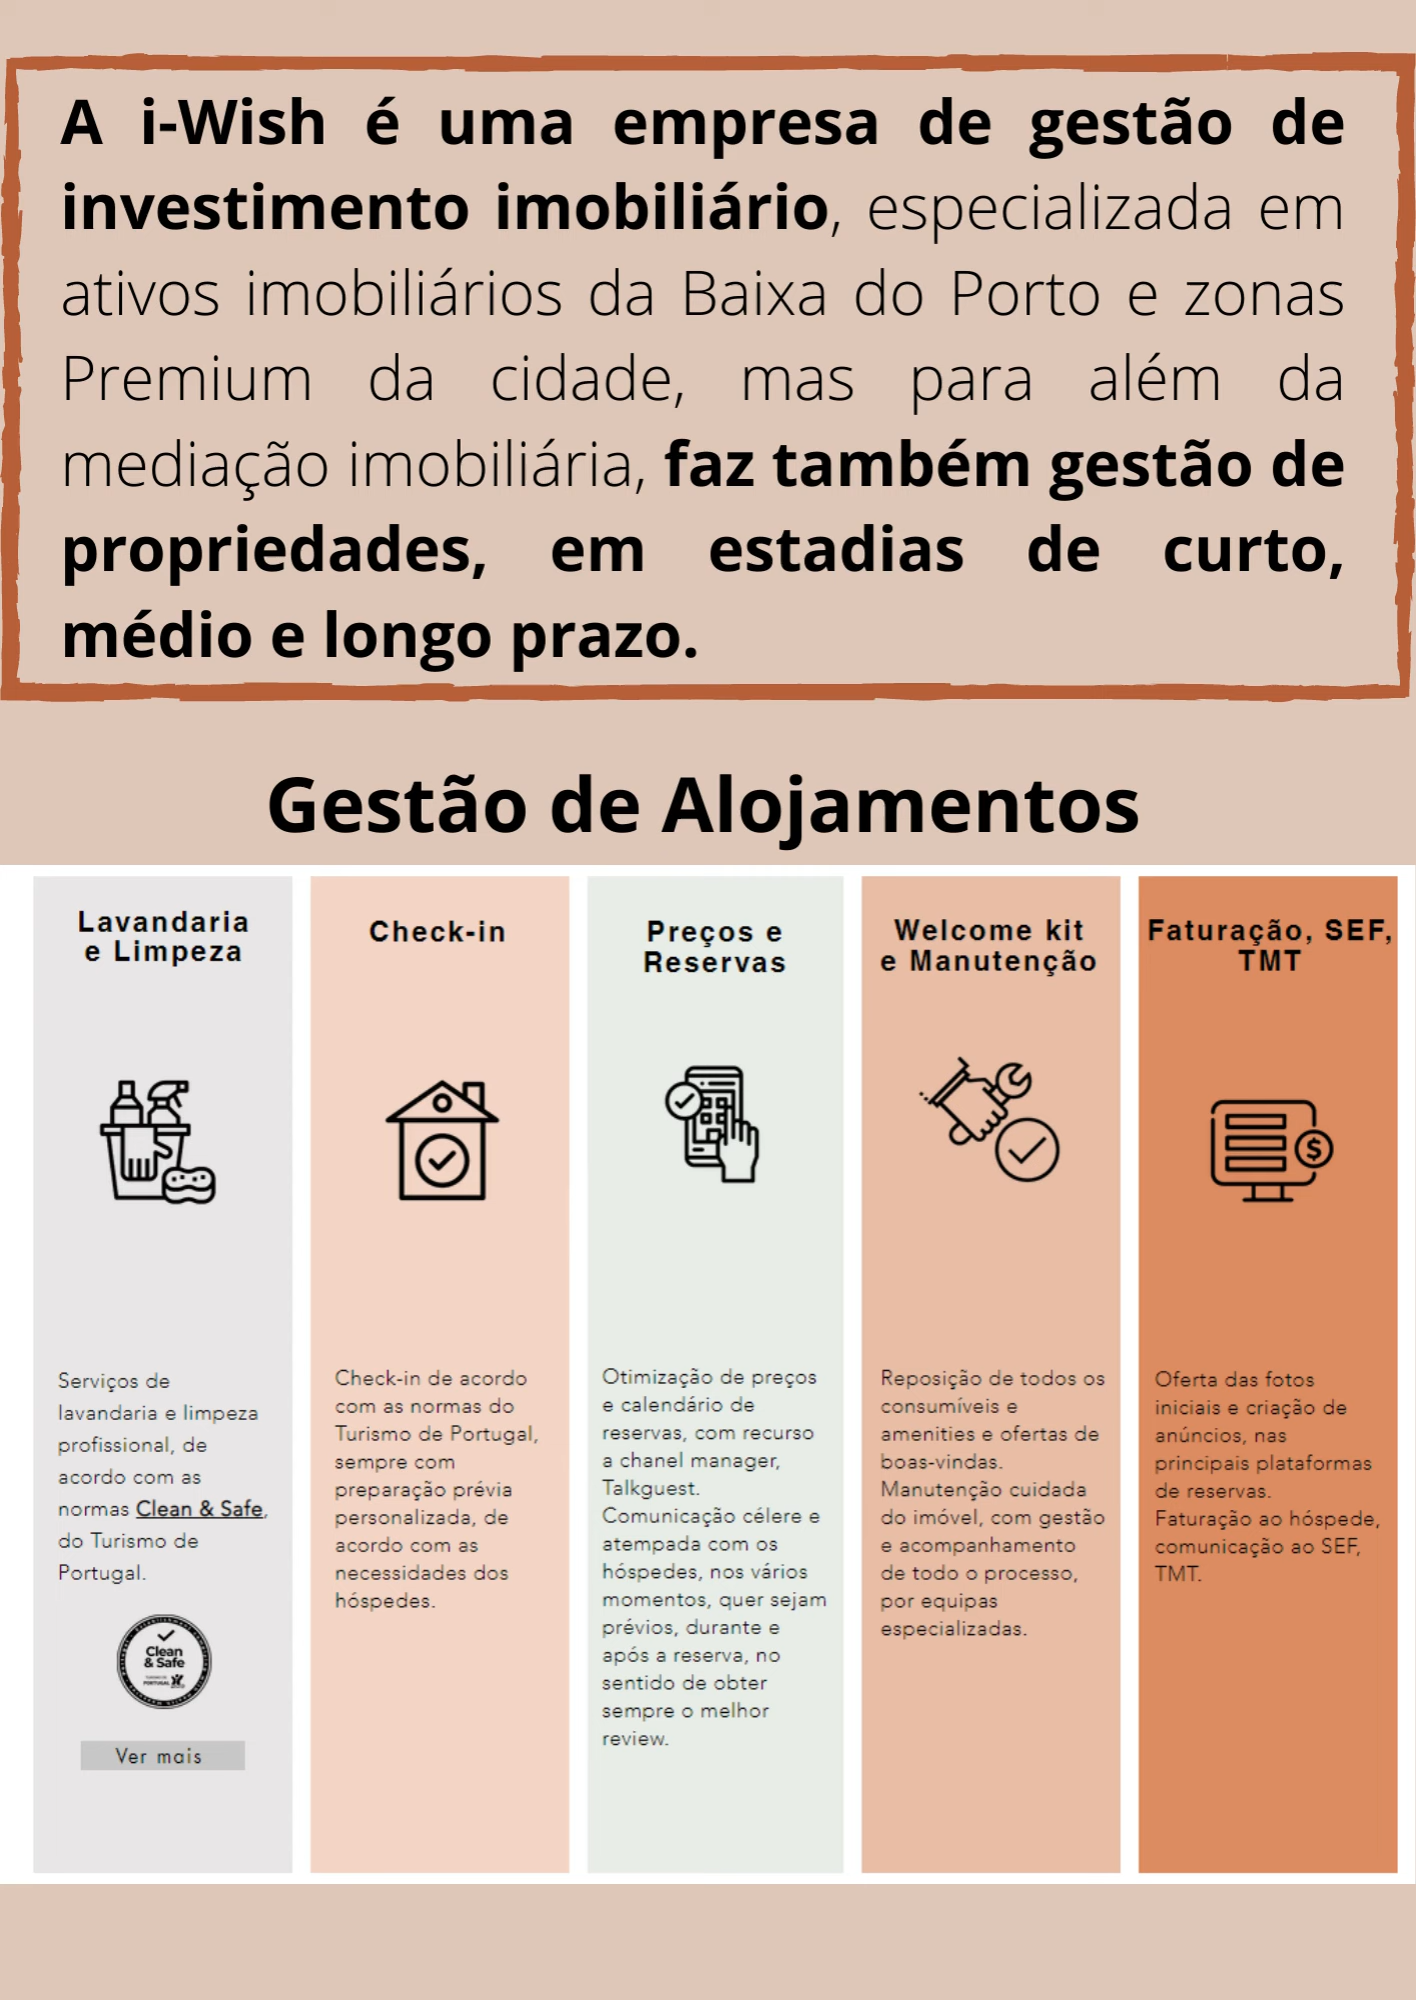 A i-Wish é uma empresa de gestão de
investimento imobiliário, especializada em
ativos imobiliários da Baixa do Porto e zonas
Premium da cidade, mas para além da
mediação imobiliária, faz também gestão de
propriedades, em estadias de curto,
médio e longo prazo.
Gestão de Alojamentos
Lavandaria
e Limpeza
Serviços de
lavandaria e limpeza
profissional, de
acordo com as
normas Clean & Safe,
do Turismo de
Portugal.
Clean
& Safe
TURISMO DE
PORTUGAL
Ver mais
Check-in
Check-in de acordo
com as normas do
Turismo de Portugal,
sempre com
preparação prévia
personalizada, de
acordo com as
necessidades dos
hóspedes.
Preços e
Reservas
Otimização de preços
e calendário de
reservas, com recurso
a chanel manager,
Talkguest.
Comunicação célere e
atempada com os
hóspedes, nos vários
momentos, quer sejam
prévios, durante e
após a reserva, no
sentido de obter
sempre o melhor
review.
Welcome kit
e Manutenção
Reposição de todos os
consumíveis e
amenities e ofertas de
boas-vindas.
Manutenção cuidada
do imóvel, com gestão
e acompanhamento
de todo o processo,
por equipas
especializadas.
Faturação, SEF,
TMT
$
Oferta das fotos
iniciais e criação de
anúncios, nas
principais plataformas
de reservas.
Faturação ao hóspede,
comunicação ao SEF,
TMT.